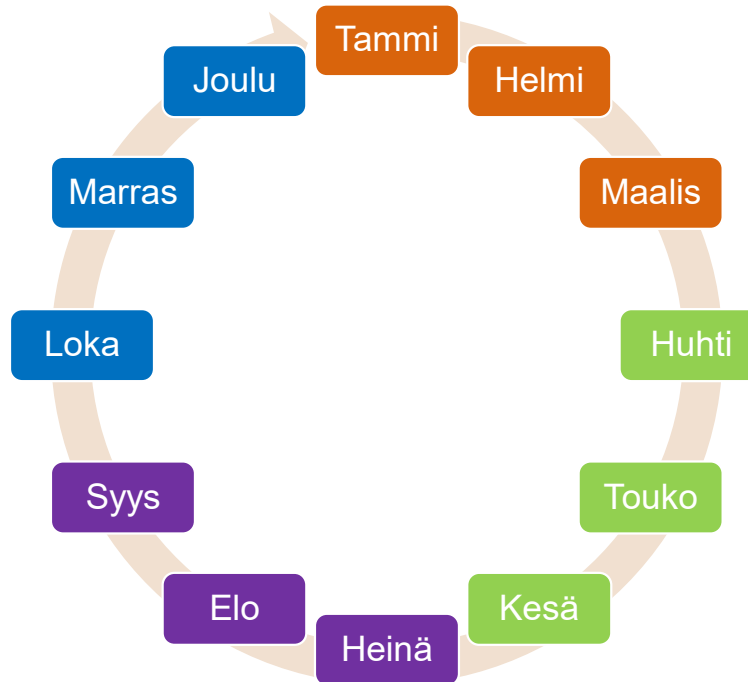 Tammi
Helmi
Maalis
Huhti
Touko
Kesä
Heinä
Elo
Syys
Loka
Marras
Joulu